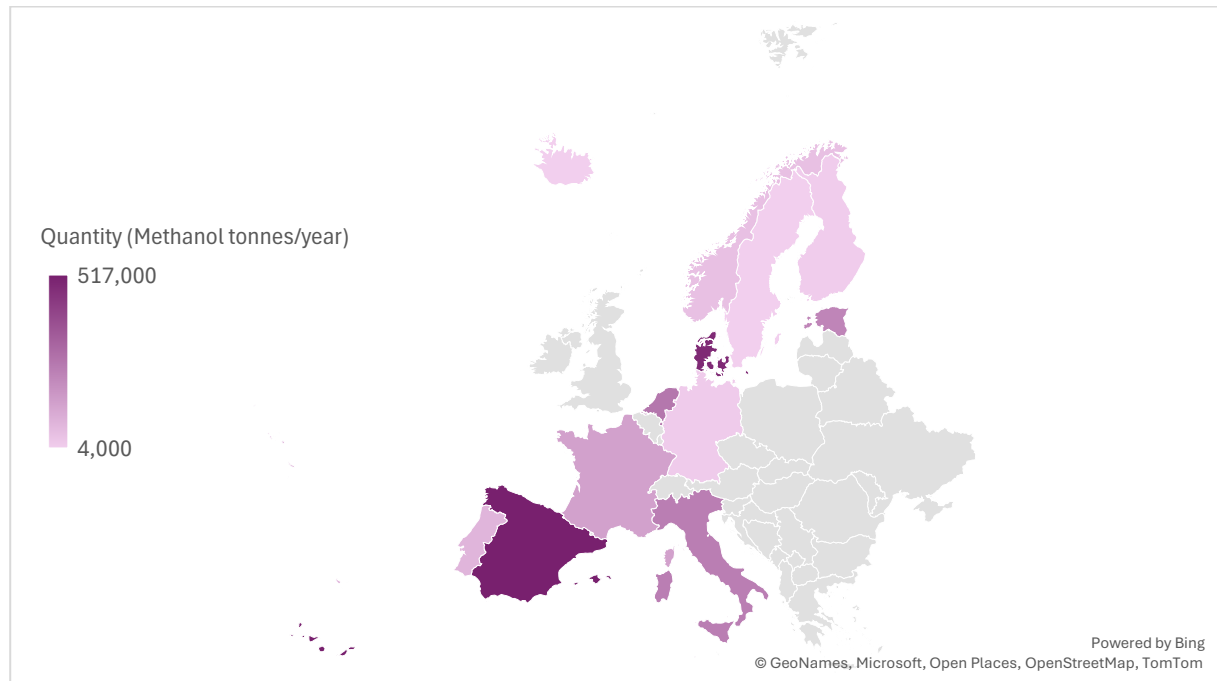 Quantity (Methanol tonnes/year)
517,000
4,000
Powered by Bing
© GeoNames, Microsoft, Open Places, OpenStreetMap, TomTom